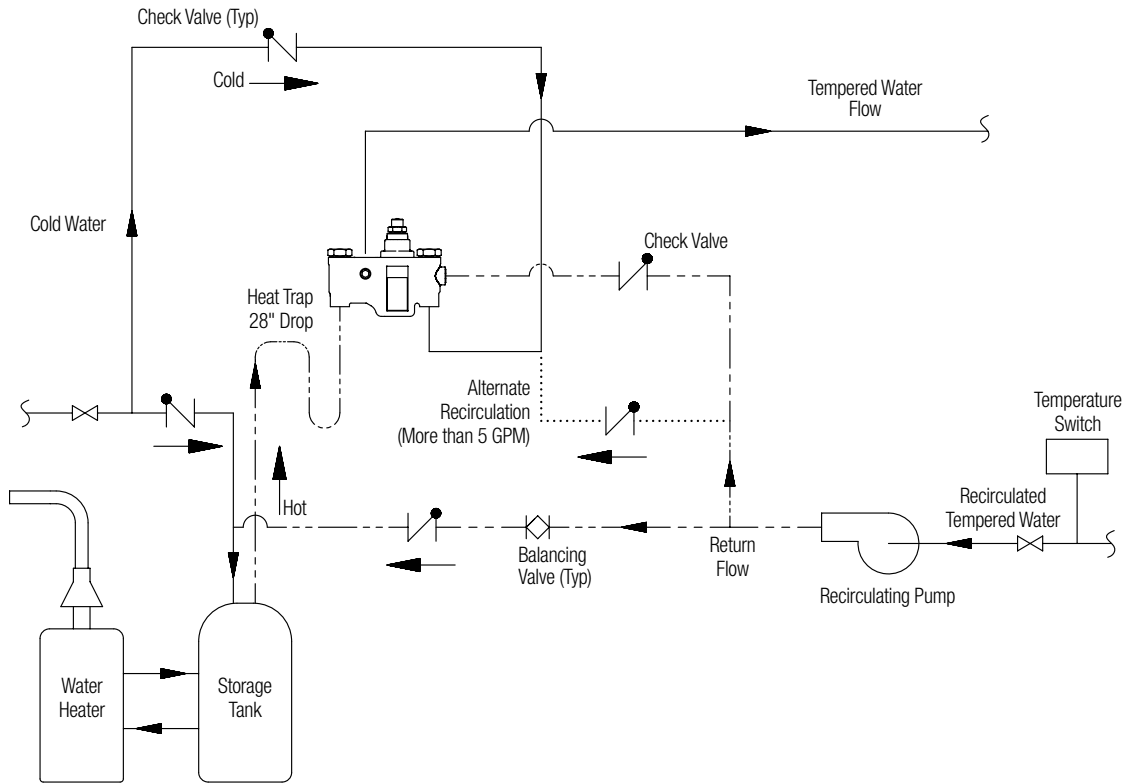 Check Valve (Typ)
Cold
Tempered Water
Flow
Cold Water
Check Valve
Heat Trap
28" Drop
Alternate
Recirculation
(More than 5 GPM)
Temperature
Switch
Hot
Recirculated
Tempered Water
Balancing
Valve (Typ)
Return
Flow
Recirculating Pump
Water
Heater
Storage
Tank